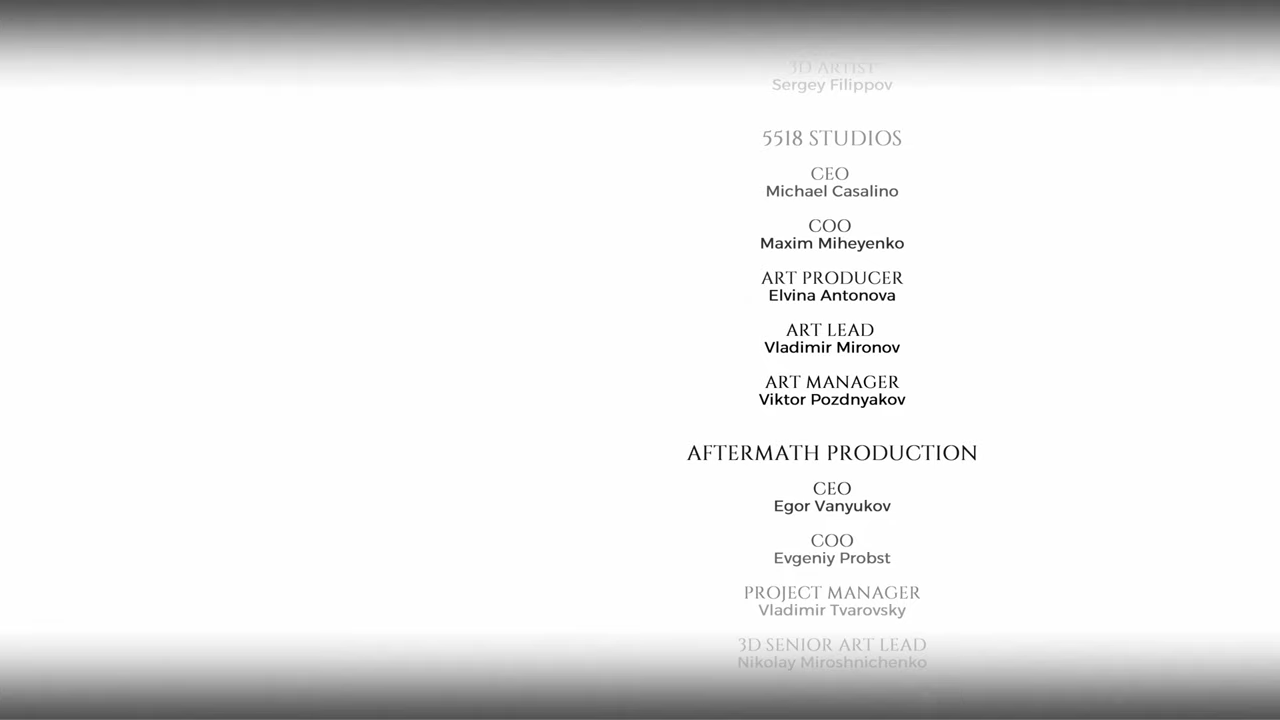 3D ARTIST
Sergey Filippov
5518 STUDIOS
CEO
Michael Casalino
COO
Maxim Miheyenko
ART PRODUCER
Elvina Antonova
ART LEAD
Vladimir Mironov
ART MANAGER
Viktor Pozdnyakov
AFTERMATH PRODUCTION
CEO
Egor Vanyukov
COO
Evgeniy Probst
PROJECT MANAGER
Vladimir Tvarovsky
3D SENIOR ART LEAD
Nikolay Miroshnichenko